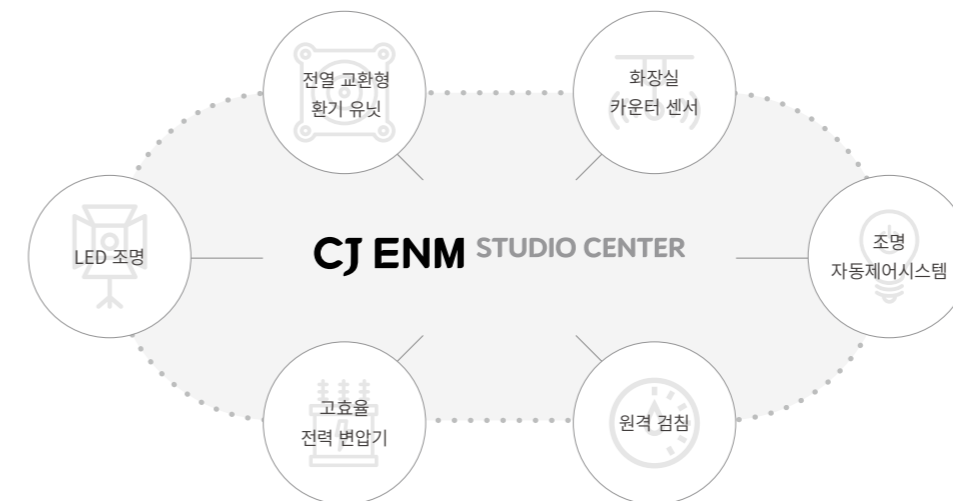 전열 교환형
환기 유닛
화장실
카운터 센서
LED 조명
CJ ENM STUDIO CENTER
조명
자동제어시스템
고효율
전력 변압기
원격 검침